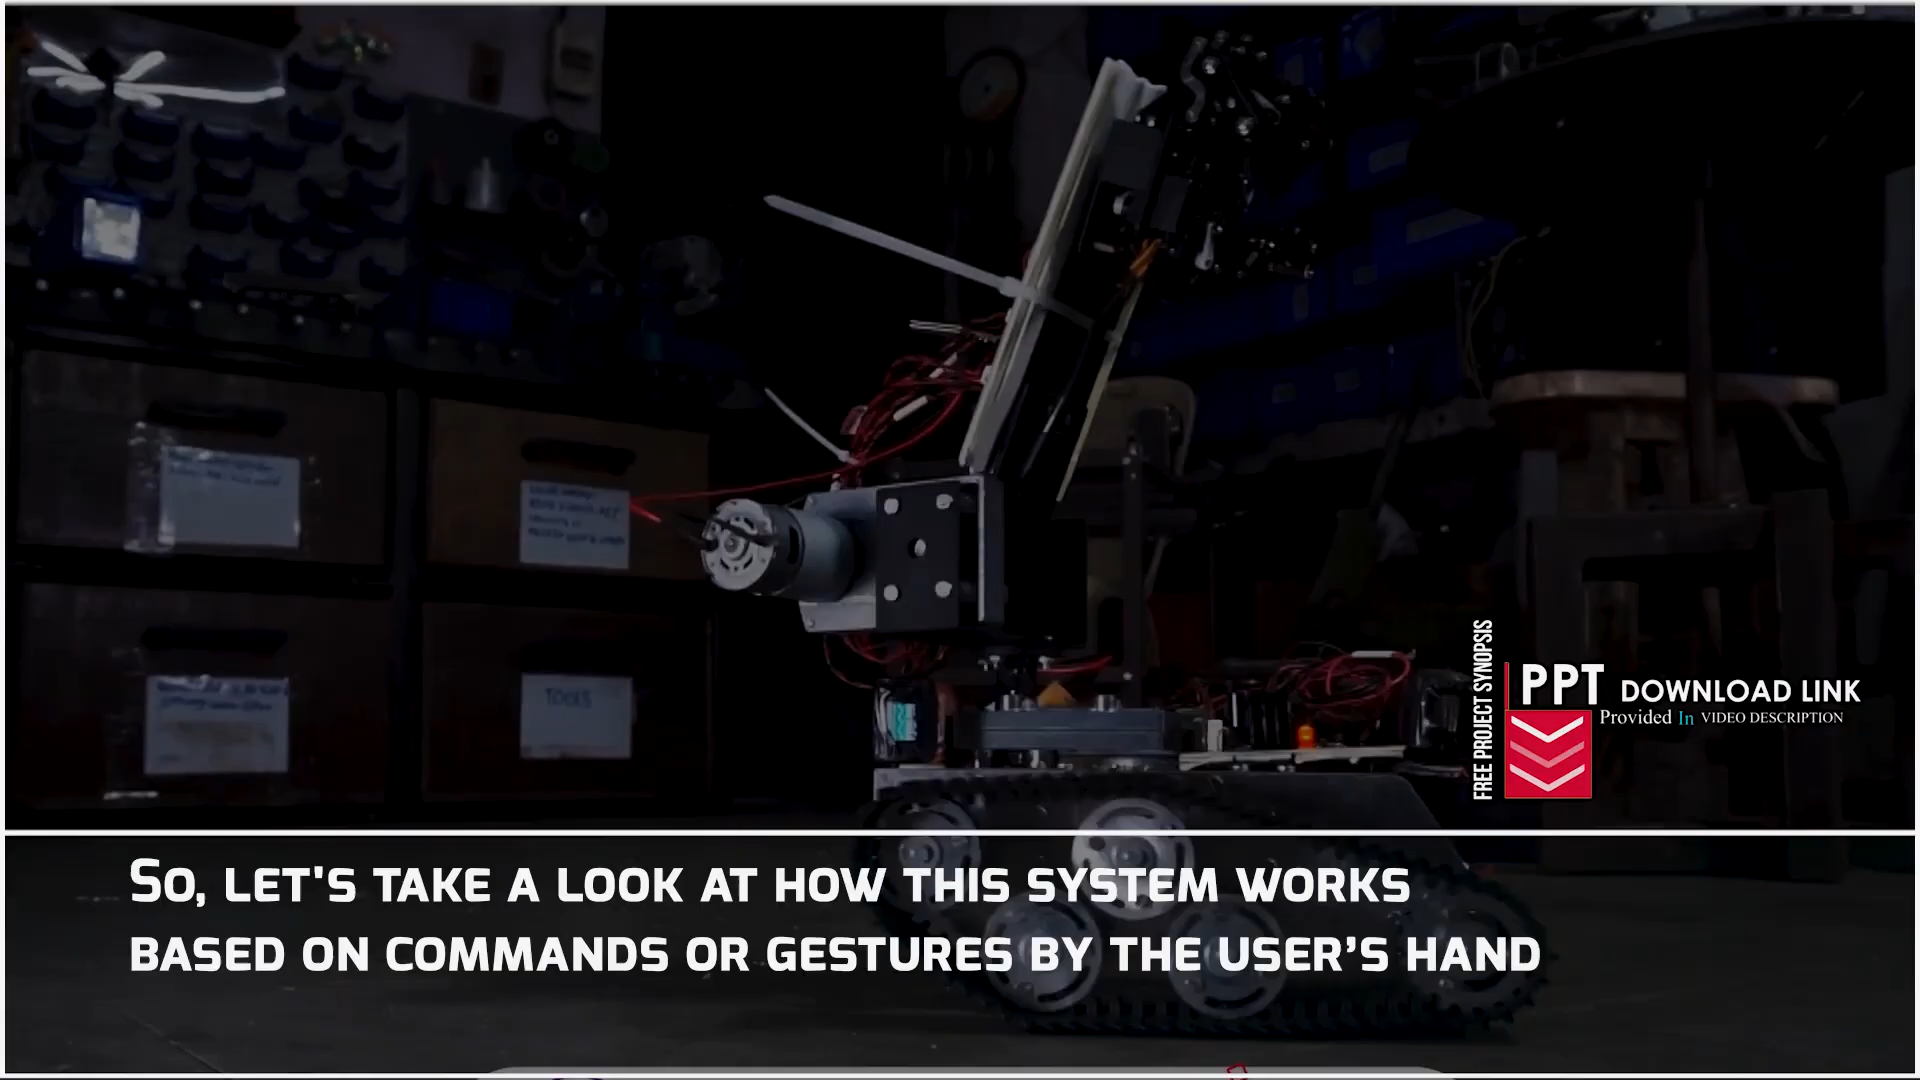 TOOLS
FREE PROJECT SYNOPSIS
PPT DOWNLOAD LINK
Provided In VIDEO DESCRIPTION
SO, LET'S TAKE A LOOK AT HOW THIS SYSTEM WORKS
BASED ON COMMANDS OR GESTURES BY THE USER’S HAND